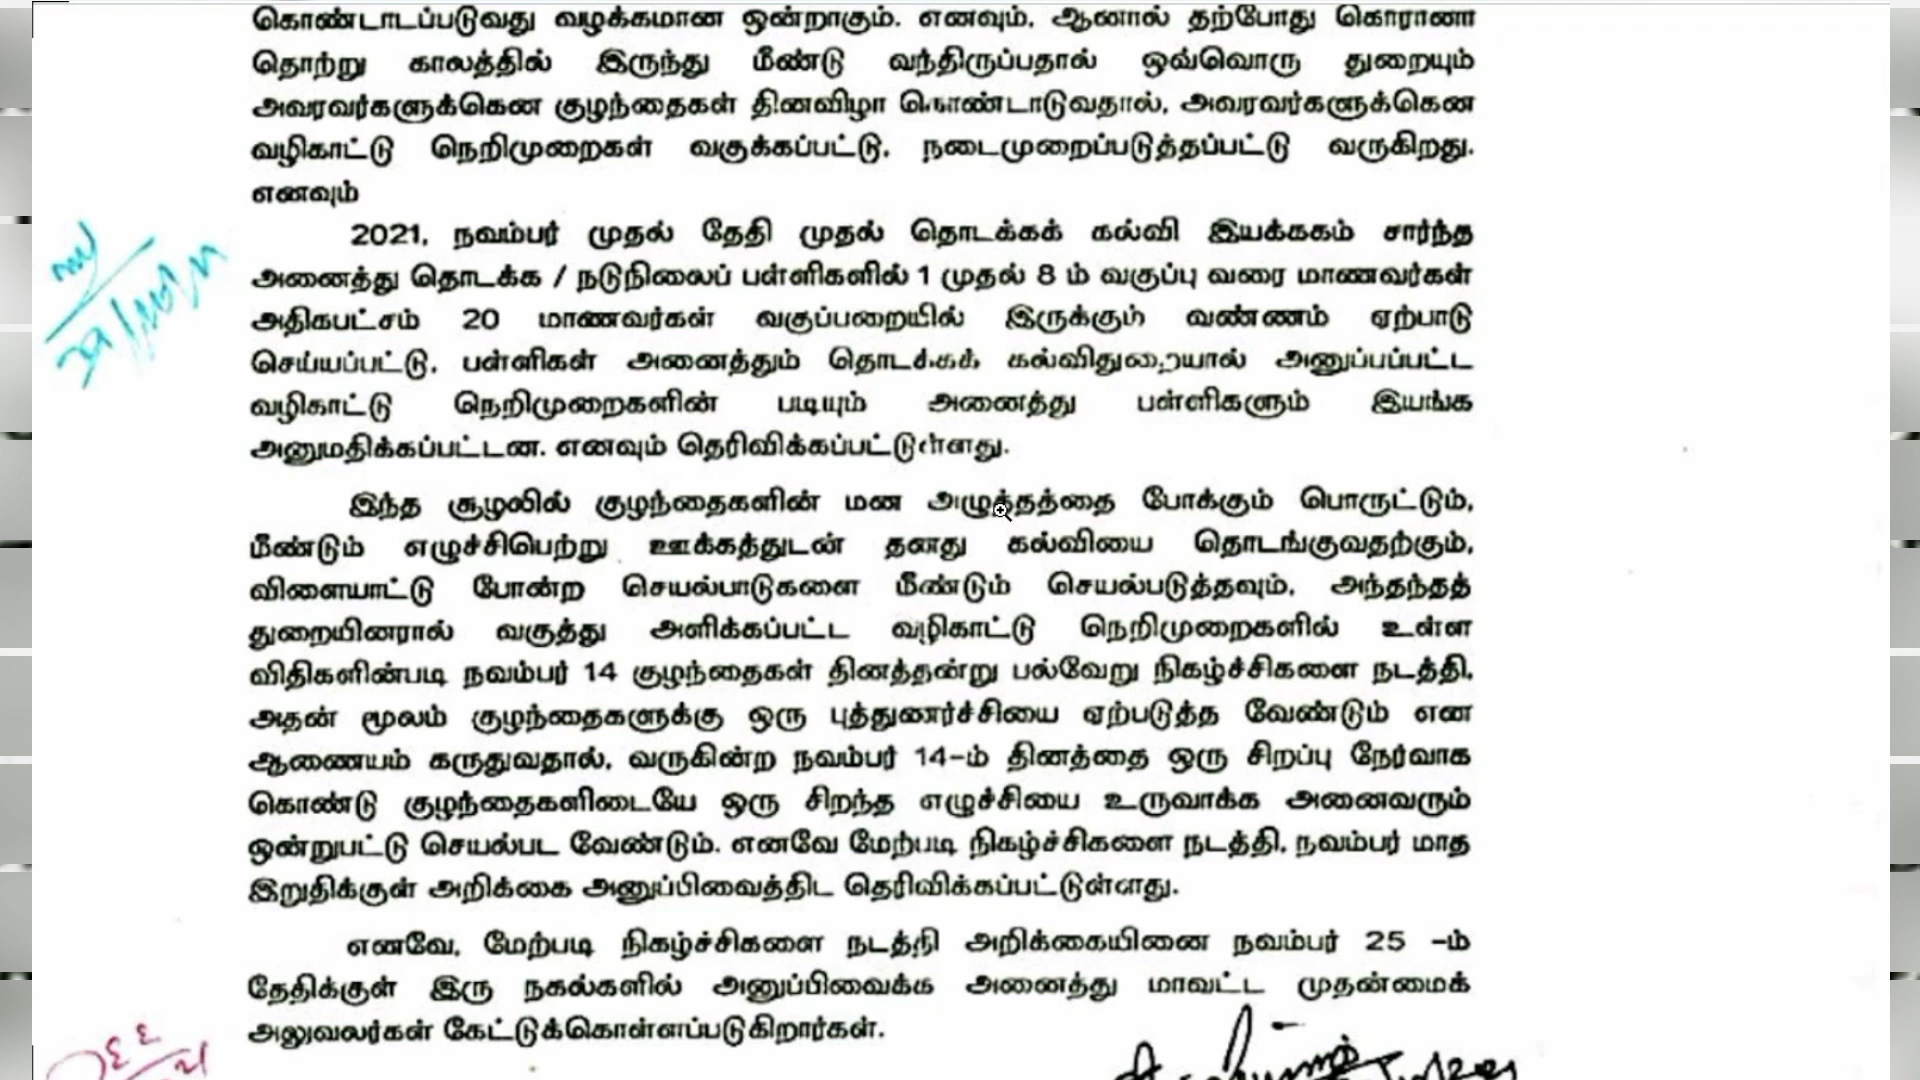 கொண்டாடப்படுவது வழக்கமான ஒன்றாகும். எனவும், ஆனால் தற்போது கொரானா
தொற்று காலத்தில் இருந்து மீண்டு வந்திருப்பதால் ஒவ்வொரு துறையும்
அவரவர்களுக்கென குழந்தைகள் தினவிழா கொண்டாடுவதால், அவரவர்களுக்கென
வழிகாட்டு நெறிமுறைகள் வகுக்கப்பட்டு, நடைமுறைப்படுத்தப்பட்டு வருகிறது.
எனவும்
2021, நவம்பர் முதல் தேதி முதல் தொடக்கக் கல்வி இயக்ககம் சார்ந்த
அனைத்து தொடக்க / நடுநிலைப் பள்ளிகளில் 1 முதல் 8 ம் வகுப்பு வரை மாணவர்கள்
அதிகபட்சம் 20 மாணவர்கள் வகுப்பறையில் இருக்கும் வண்ணம் ஏற்பாடு
செய்யப்பட்டு, பள்ளிகள் அனைத்தும் தொடக்கக் கல்விதுறையால் அனுப்பப்பட்ட
வழிகாட்டு நெறிமுறைகளின் படியும் அனைத்து பள்ளிகளும் இயங்க
அனுமதிக்கப்பட்டன. எனவும் தெரிவிக்கப்பட்டுள்ளது.
இந்த சூழலில் குழந்தைகளின் மன அழுத்தத்தை போக்கும் பொருட்டும்,
மீண்டும் எழுச்சிபெற்று ஊக்கத்துடன் தனது கல்வியை தொடங்குவதற்கும்,
விளையாட்டு போன்ற செயல்பாடுகளை மீண்டும் செயல்படுத்தவும், அந்தந்தத்
துறையினரால் வகுத்து அளிக்கப்பட்ட வழிகாட்டு நெறிமுறைகளில் உள்ள
விதிகளின்படி நவம்பர் 14 குழந்தைகள் தினத்தன்று பல்வேறு நிகழ்ச்சிகளை நடத்தி,
அதன் மூலம் குழந்தைகளுக்கு ஒரு புத்துணர்ச்சியை ஏற்படுத்த வேண்டும் என
ஆணையம் கருதுவதால், வருகின்ற நவம்பர் 14-ம் தினத்தை ஒரு சிறப்பு நேர்வாக
கொண்டு குழந்தைகளிடையே ஒரு சிறந்த எழுச்சியை உருவாக்க அனைவரும்
ஒன்றுபட்டு செயல்பட வேண்டும். எனவே மேற்படி நிகழ்ச்சிகளை நடத்தி, நவம்பர் மாத
இறுதிக்குள் அறிக்கை அனுப்பிவைத்திட தெரிவிக்கப்பட்டுள்ளது.
எனவே, மேற்படி நிகழ்ச்சிகளை நடத்தி அறிக்கையினை நவம்பர் 25 -ம்
தேதிக்குள் இரு நகல்களில் அனுப்பிவைக்க அனைத்து மாவட்ட முதன்மைக்
அலுவலர்கள் கேட்டுக்கொள்ளப்படுகிறார்கள்.